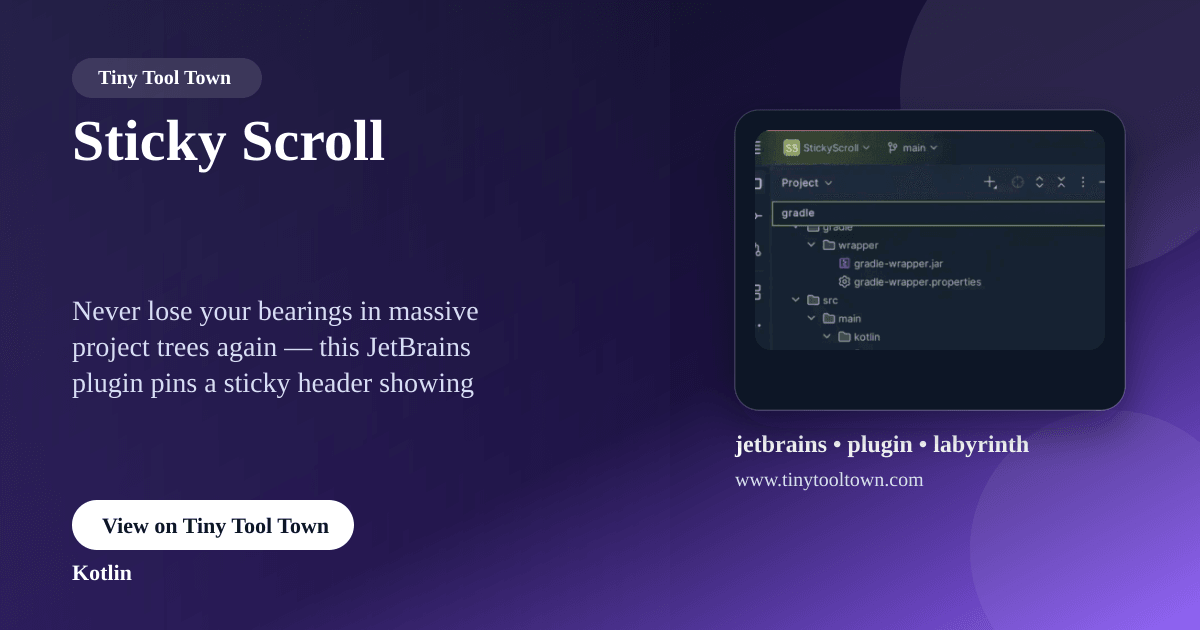 Tiny Tool Town
Sticky Scroll
Never lose your bearings in massive
project trees again — this JetBrains
plugin pins a sticky header showing
View on Tiny Tool Town
Kotlin
SS StickyScroll main
Project
gradle
gradle
wrapper
gradle-wrapper.jar
gradle-wrapper.properties
src
main
kotlin
jetbrains • plugin • labyrinth
www.tinytooltown.com